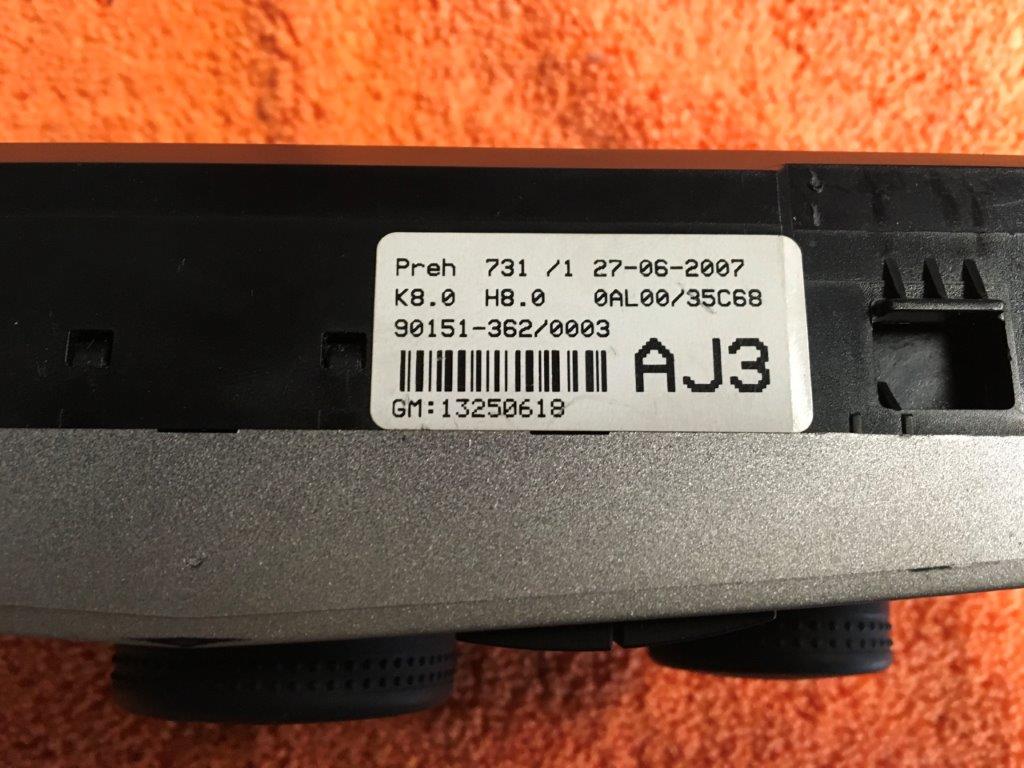 Preh 731 /1 27-06-2007
K8.0 H8.0 0AL00/35C68
90151-362/0003
AJ3
GM:13250618